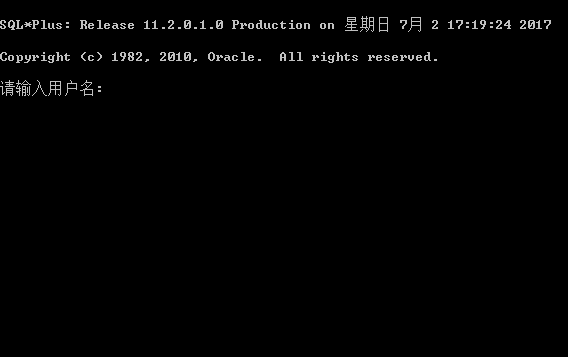 SQL*Plus: Release 11.2.0.1.0 Production on 星期日 7月 2 17:19:24 2017
Copyright (c) 1982, 2010, Oracle.  All rights reserved.
请输入用户名: